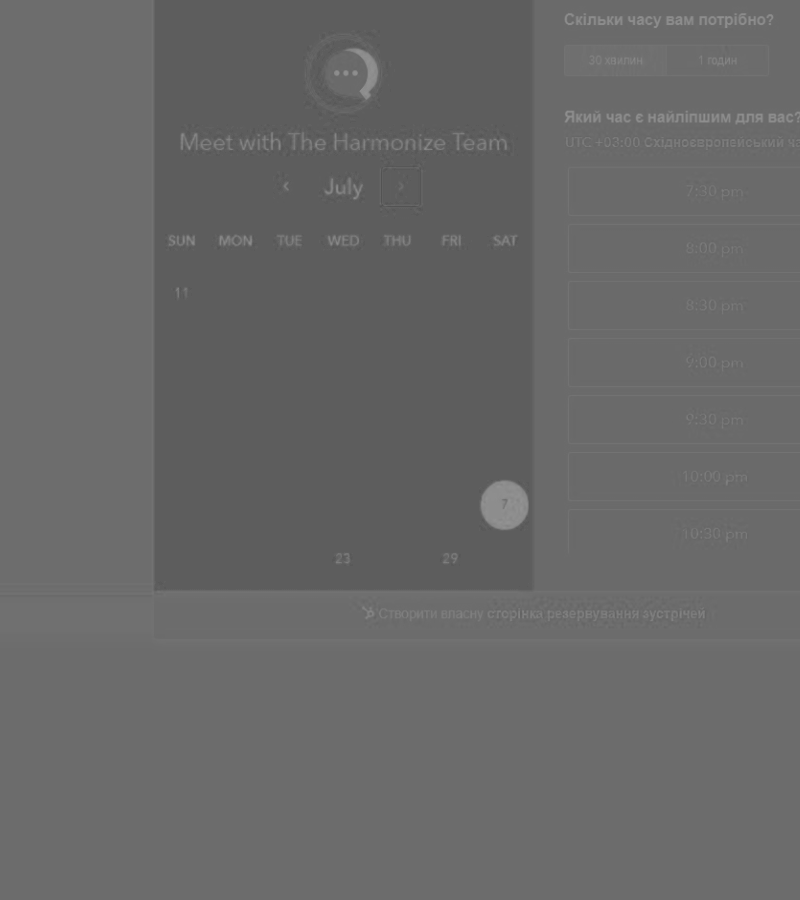 Meet with The Harmonize Team
July
SUN MON TUE WED THU FRI SAT
11
7
23 29
Скільки часу вам потрібно?
30 хвилин 1 годин
Який час є найліпшим для вас?
UTC +03:00 Східноєвропейський
7:30 pm
8:00 pm
8:30 pm
9:00 pm
9:30 pm
10:00 pm
10:30 pm
Створити власну сторінка резервування зустрічей